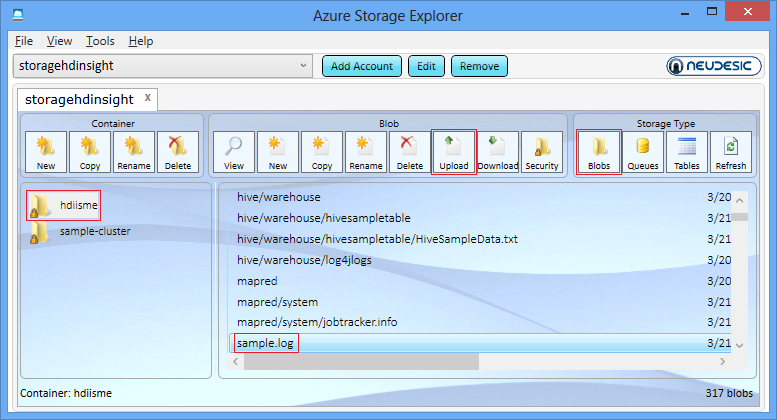 Azure Storage Explorer
File View Tools Help
storagehdinsight Add Account Edit Remove NEUDESIC
storagehdinsight x
Container Blob Storage Type
New Copy Rename Delete View New Copy Rename Delete Upload Download Security Blobs Queues Tables Refresh
hdiisme
sample-cluster
hive/warehouse 3/20
hive/warehouse/hivesampletable 3/21
hive/warehouse/hivesampletable/HiveSampleData.txt 3/21
hive/warehouse/log4jlogs 3/20
mapred 3/20
mapred/system 3/21
mapred/system/jobtracker.info 3/21
sample.log 3/21
Container: hdiisme 317 blobs